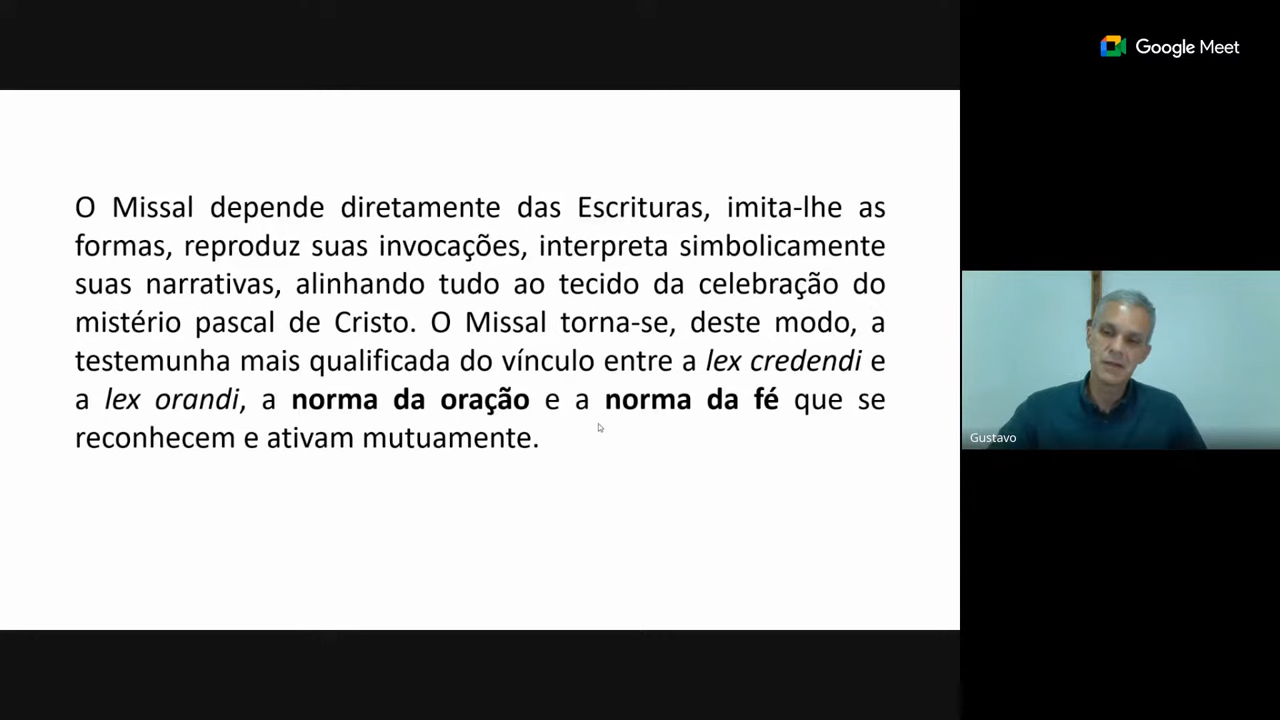 Google Meet
O Missal depende diretamente das Escrituras, imita-lhe as
formas, reproduz suas invocações, interpreta simbolicamente
suas narrativas, alinhando tudo ao tecido da celebração do
mistério pascal de Cristo. O Missal torna-se, deste modo, a
testemunha mais qualificada do vínculo entre a lex credendi e
a lex orandi, a norma da oração e a norma da fé que se
reconhecem e ativam mutuamente.
Gustavo